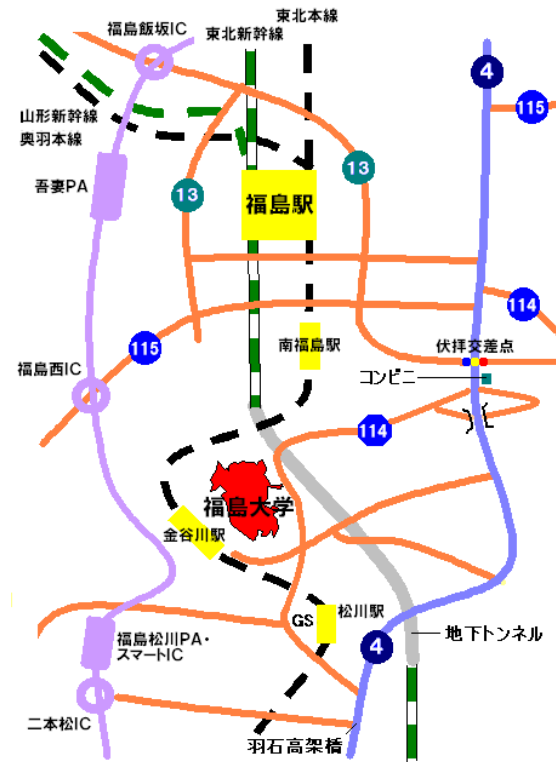 福島飯坂IC
東北新幹線
東北本線
4
山形新幹線
奥羽本線
115
吾妻PA
13
福島駅
13
114
115
南福島駅
伏拝交差点
福島西IC
コンビニ
114
福島大学
金谷川駅
GS
松川駅
福島松川PA・
スマートIC
4
地下トンネル
二本松IC
羽石高架橋